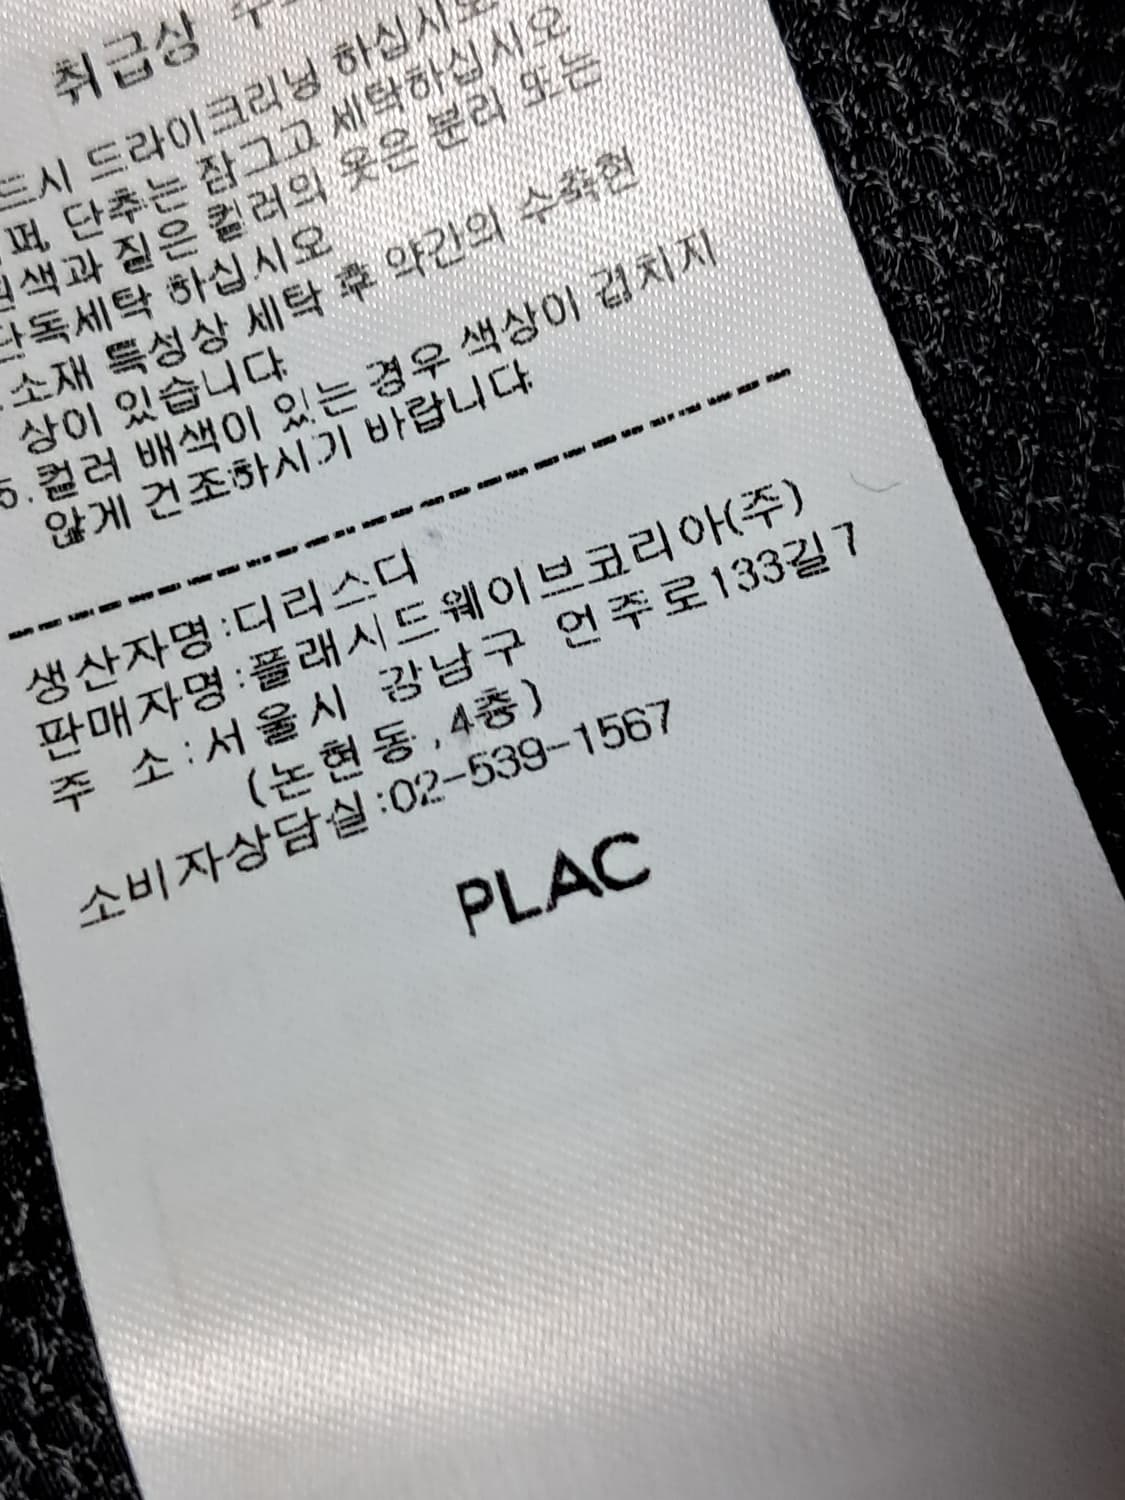 취급상 주
드시 드라이크리닝 하십시오
퍼, 단추는 잠그고 세탁하십시오
색과 짙은 컬러의 옷은 분리 또는
단독세탁 하십시오
소재 특성상 세탁 후 약간의 수축현
상이 있습니다.
5.컬러 배색이 있는 경우 색상이 겹치지
않게 건조하시기 바랍니다.
생산자명:디리스디
판매자명:플래시드웨이브코리아(주)
주 소:서울시 강남구 언주로133길7
(논현동,4층)
소비자상담실:02-539-1567
PLAC